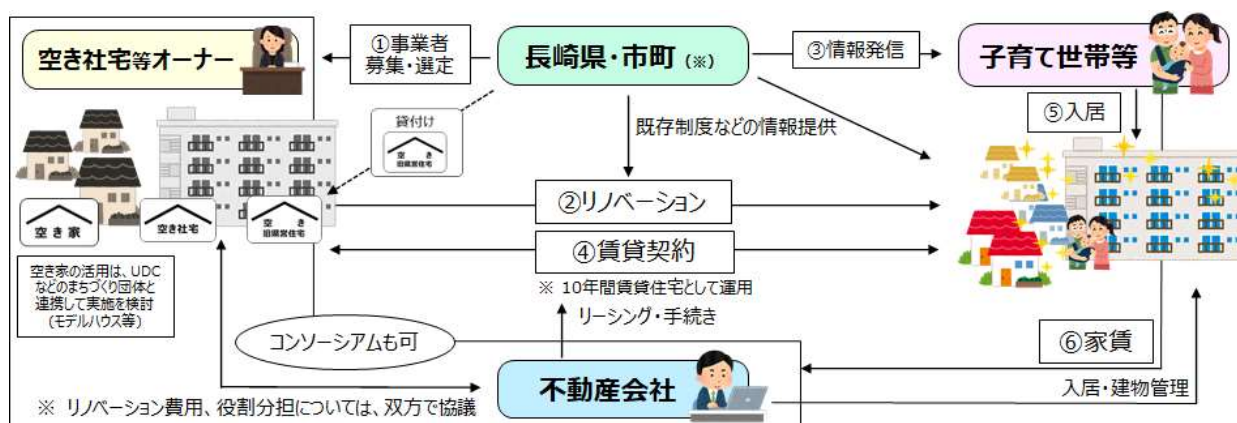 空き社宅等オーナー
①事業者
募集・選定
長崎県・市町 (※)
③情報発信
子育て世帯等
貸付け
空　き
旧県営住宅
既存制度などの情報提供
⑤入居
空き家
空き社宅
空　き
旧県営住宅
②リノベーション
④賃貸契約
※ 10年間賃貸住宅として運用
リーシング・手続き
空き家の活用は、UDC
などのまちづくり団体と
連携して実施を検討
(モデルハウス等)
コンソーシアムも可
⑥家賃
不動産会社
入居・建物管理
※ リノベーション費用、役割分担については、双方で協議